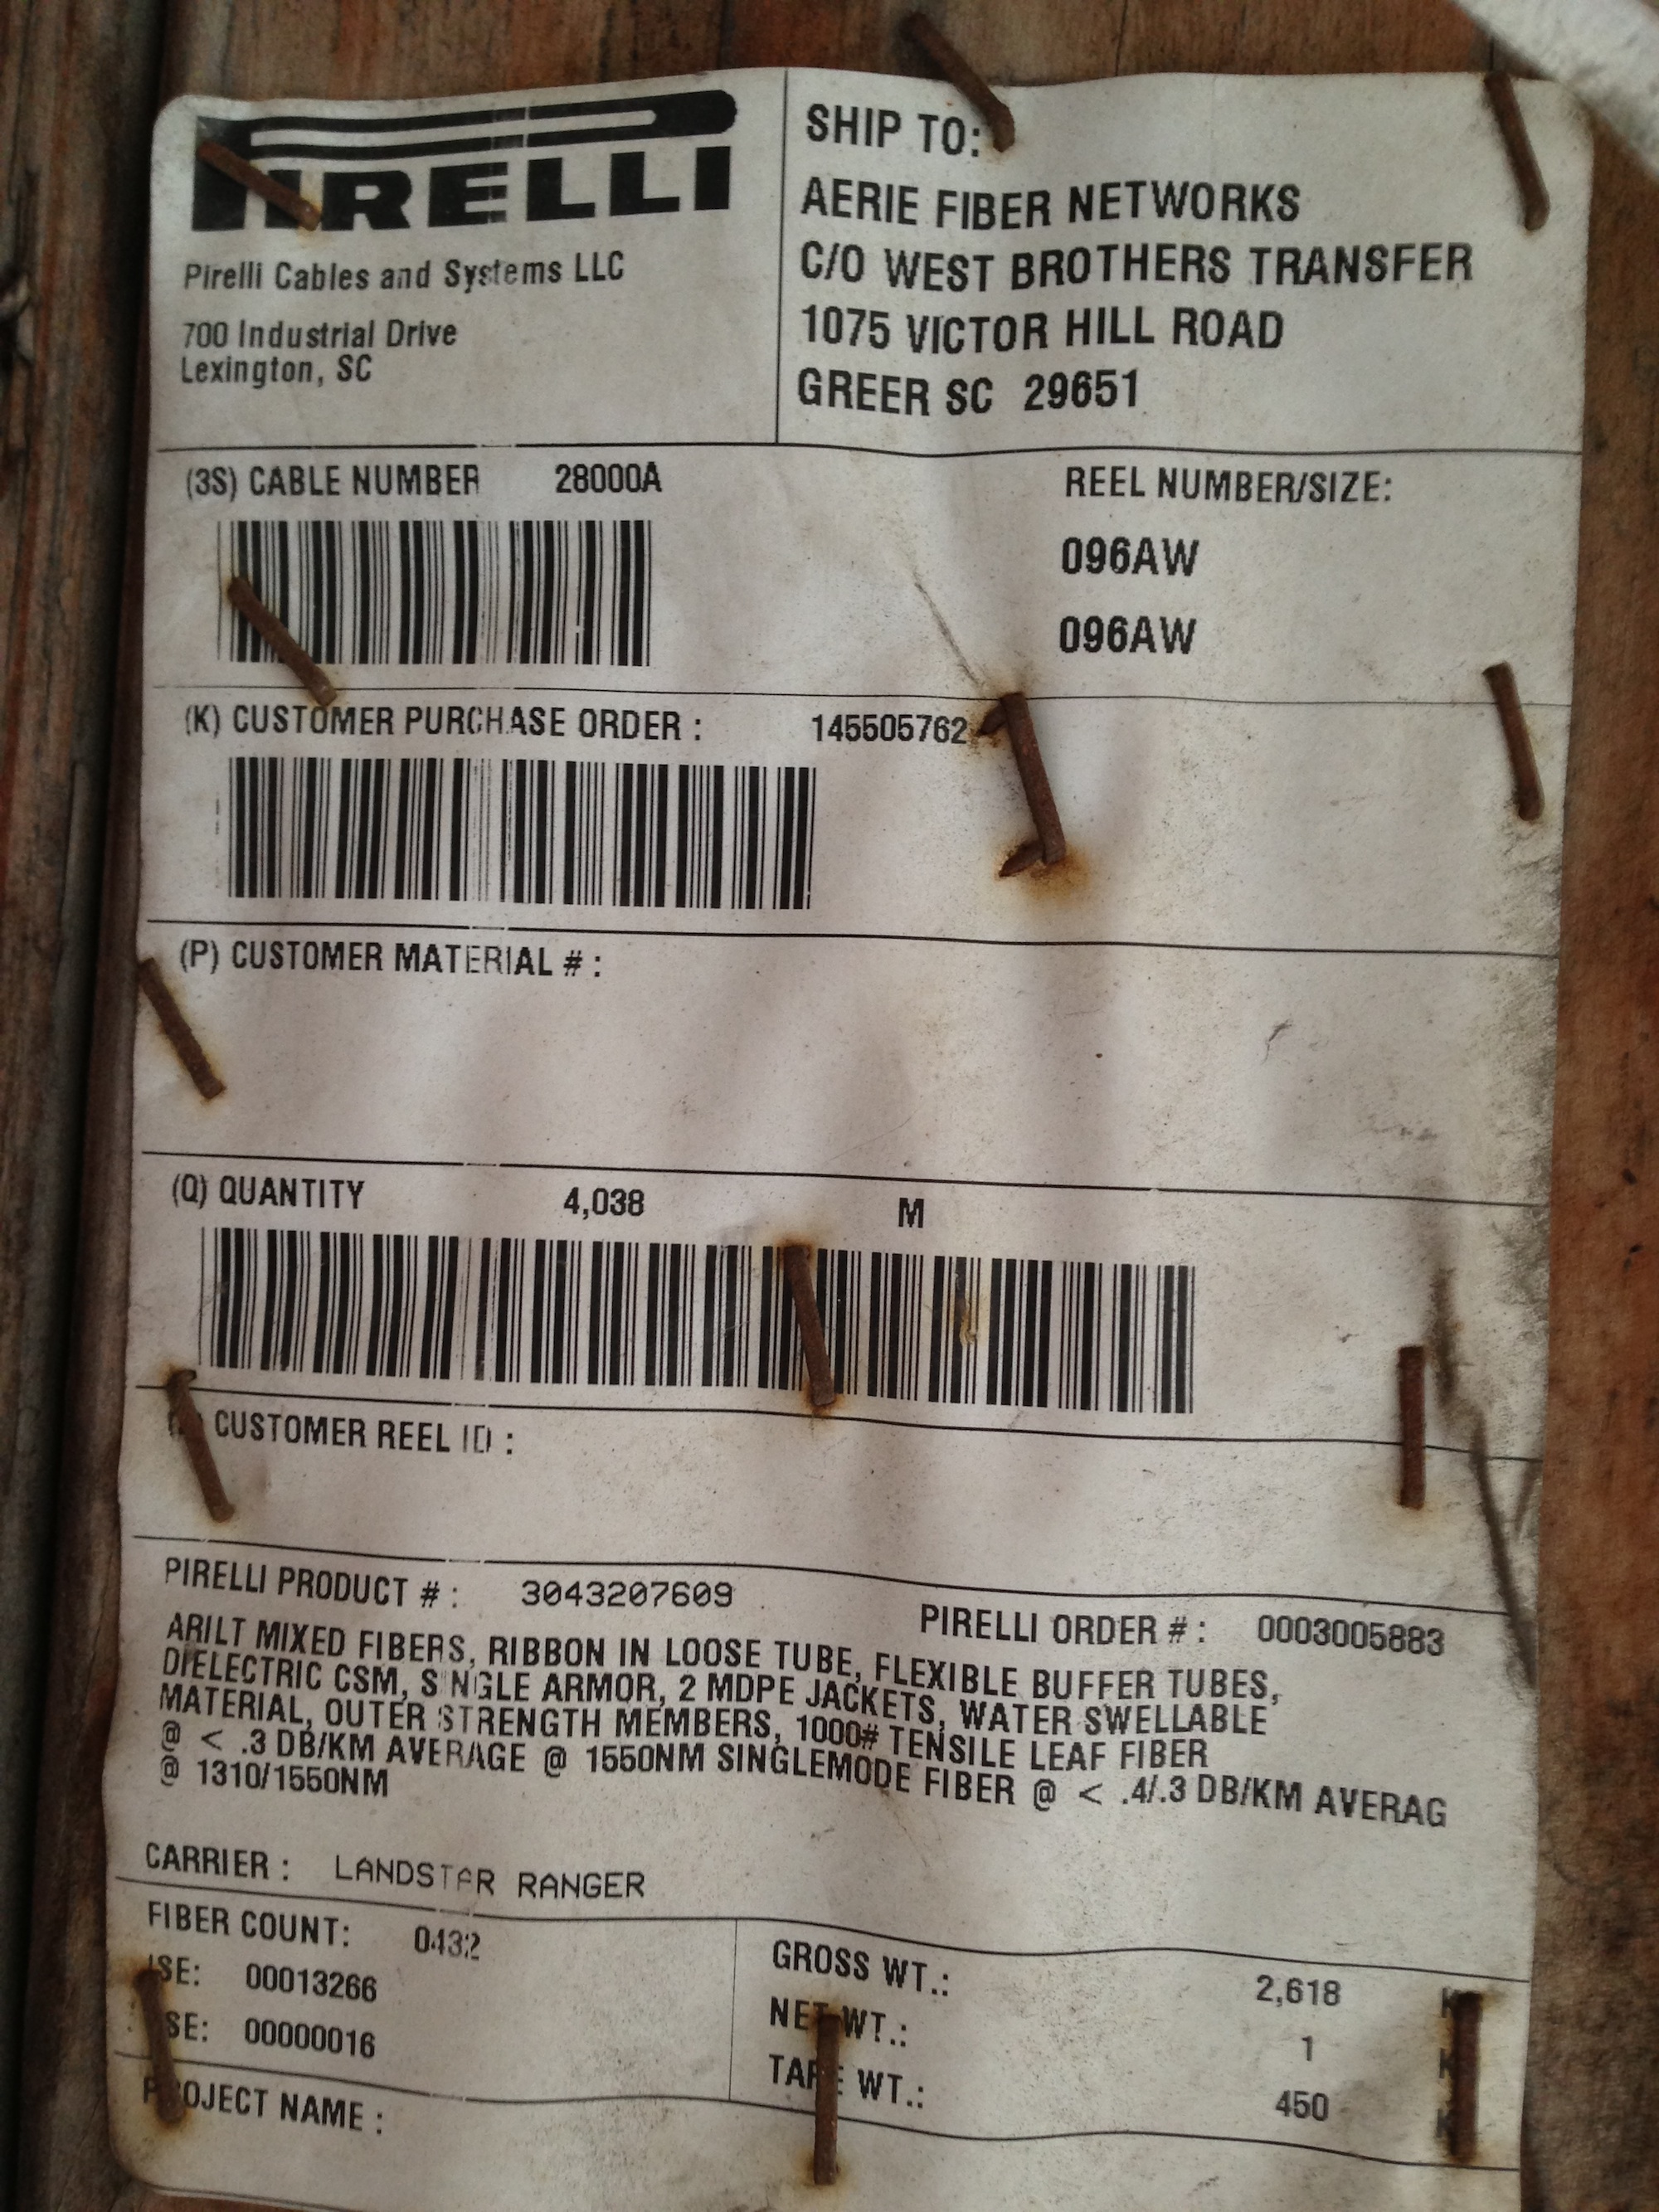 PIRELLI
Pirelli Cables and Systems LLC
700 Industrial Drive
Lexington, SC
SHIP TO:
AERIE FIBER NETWORKS
C/O WEST BROTHERS TRANSFER
1075 VICTOR HILL ROAD
GREER SC 29651
(3S) CABLE NUMBER 28000A
REEL NUMBER/SIZE:
096AW
096AW
(K) CUSTOMER PURCHASE ORDER : 145505762
(P) CUSTOMER MATERIAL # :
(Q) QUANTITY 4,038 M
CUSTOMER REEL ID :
PIRELLI PRODUCT # : 3043207609
PIRELLI ORDER # : 0003005883
ARILT MIXED FIBERS, RIBBON IN LOOSE TUBE, FLEXIBLE BUFFER TUBES,
DIELECTRIC CSM, SINGLE ARMOR, 2 MDPE JACKETS, WATER SWELLABLE
MATERIAL, OUTER STRENGTH MEMBERS, 1000# TENSILE LEAF FIBER
@ < .3 DB/KM AVERAGE @ 1550NM SINGLEMODE FIBER @ < .4/.3 DB/KM AVERAG
@ 1310/1550NM
CARRIER : LANDSTAR RANGER
FIBER COUNT: 0432
SE: 00013266
SE: 00000016
PROJECT NAME :
GROSS WT.: 2,618 K
NET WT.: 1 K
TARE WT.: 450 K